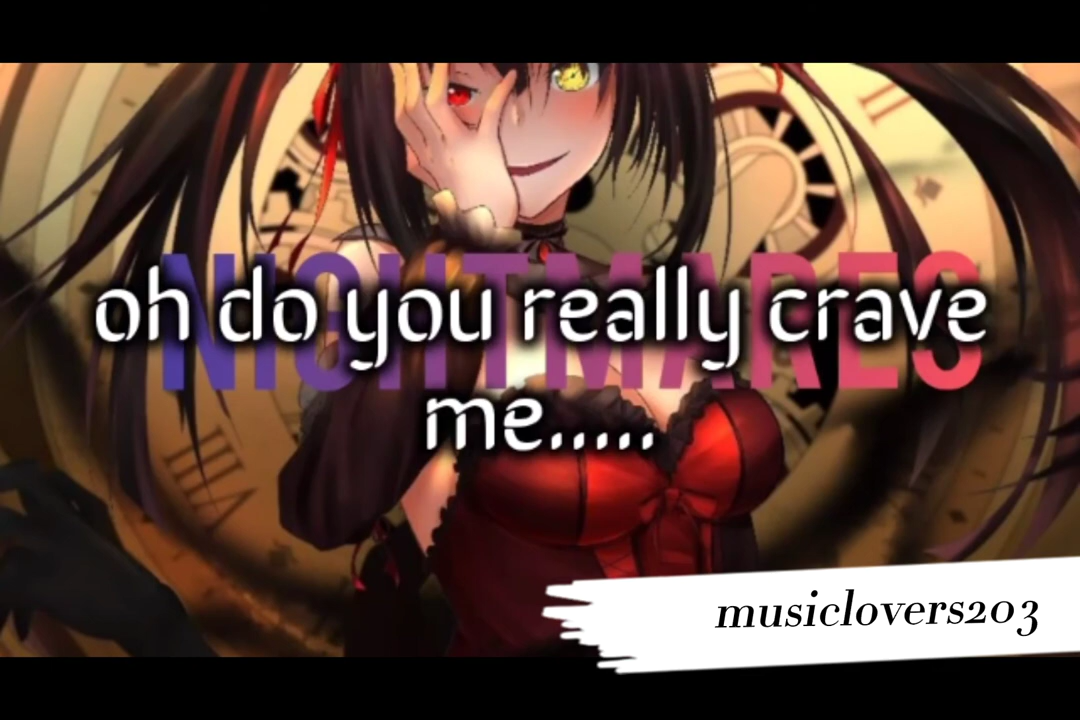 NIGHTMARES
oh do you really crave
me.....
musiclovers203